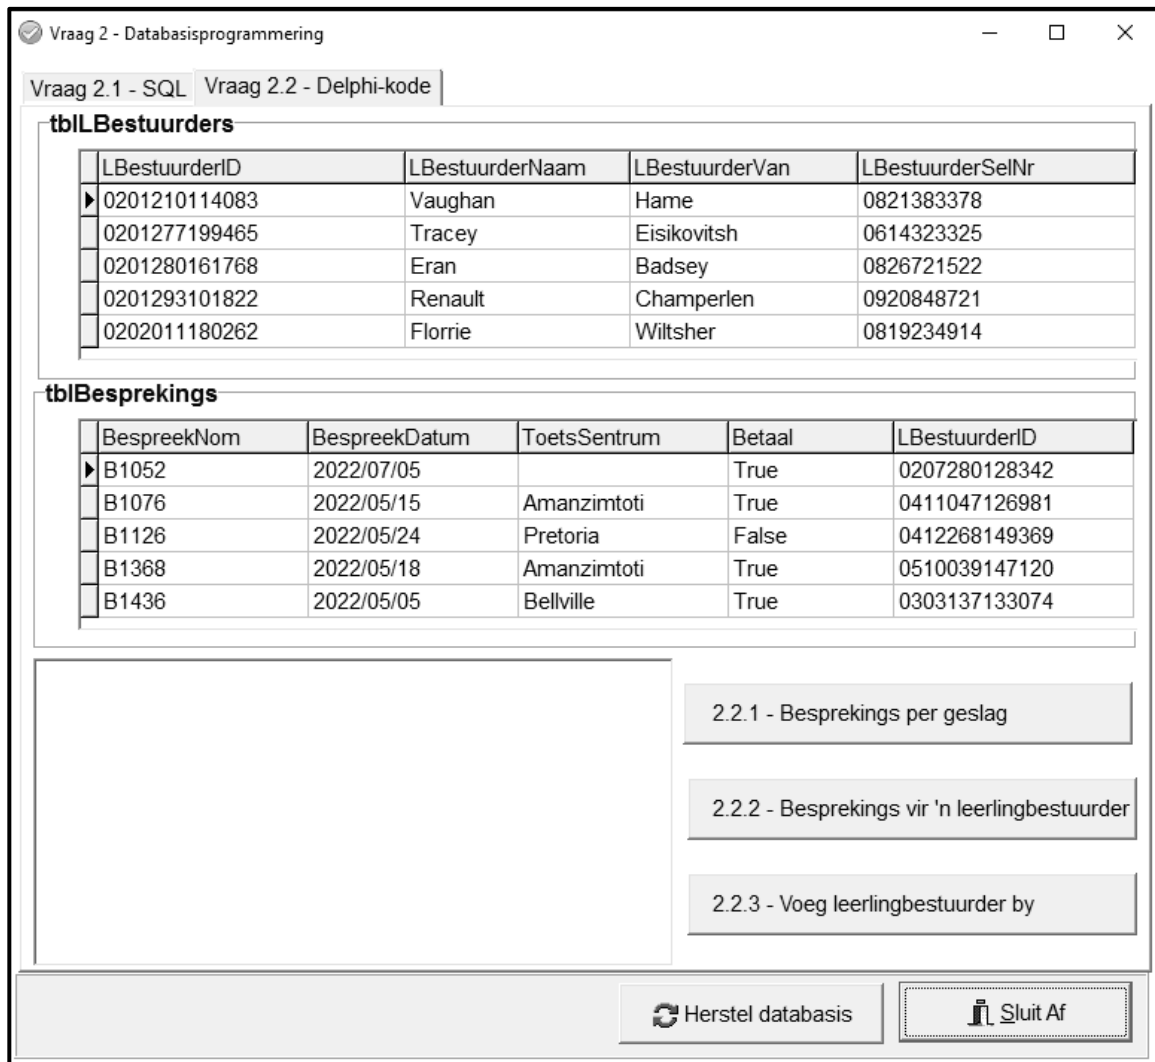 Vraag 2 - Databasisprogrammering
Vraag 2.1 - SQL Vraag 2.2 - Delphi-kode
tblLBestuurders
LBestuurderID LBestuurderNaam LBestuurderVan LBestuurderSelNr
0201210114083 Vaughan Hame 0821383378
0201277199465 Tracey Eisikovitsh 0614323325
0201280161768 Eran Badsey 0826721522
0201293101822 Renault Champerlen 0920848721
0202011180262 Florrie Wiltsher 0819234914
tblBesprekings
BespreekNom BespreekDatum ToetsSentrum Betaal LBestuurderID
B1052 2022/07/05 True 0207280128342
B1076 2022/05/15 Amanzimtoti True 0411047126981
B1126 2022/05/24 Pretoria False 0412268149369
B1368 2022/05/18 Amanzimtoti True 0510039147120
B1436 2022/05/05 Bellville True 0303137133074
2.2.1 - Besprekings per geslag
2.2.2 - Besprekings vir 'n leerlingbestuurder
2.2.3 - Voeg leerlingbestuurder by
Herstel databasis Sluit Af